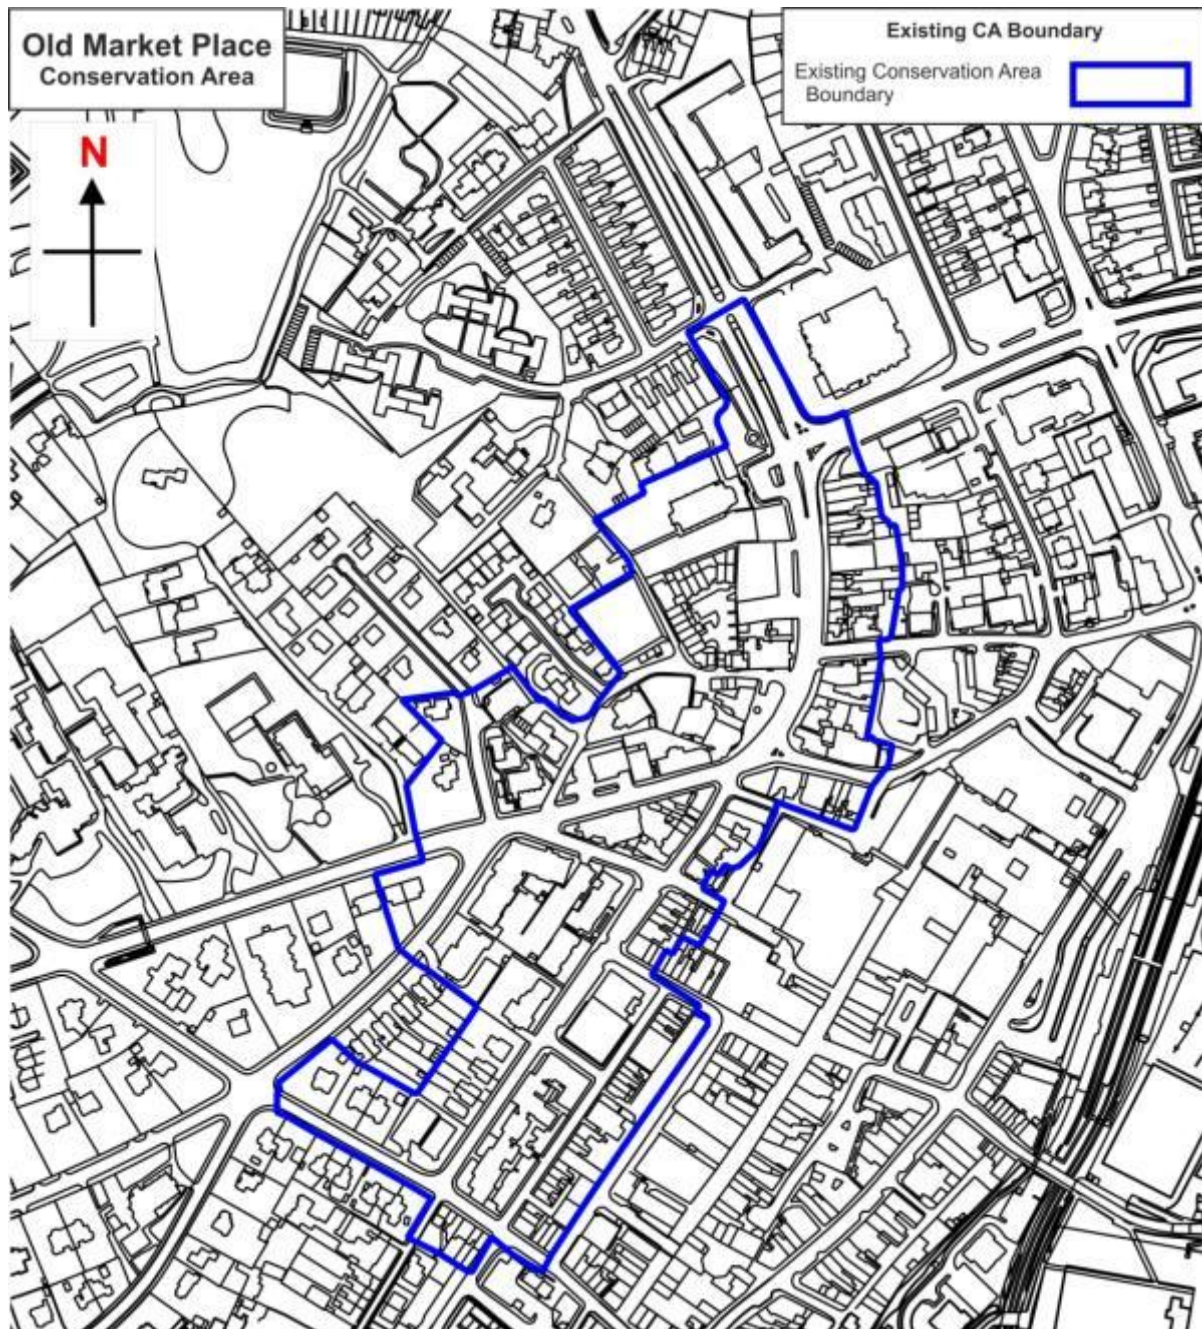 Old Market Place
Conservation Area
Existing CA Boundary
Existing Conservation Area
Boundary
N